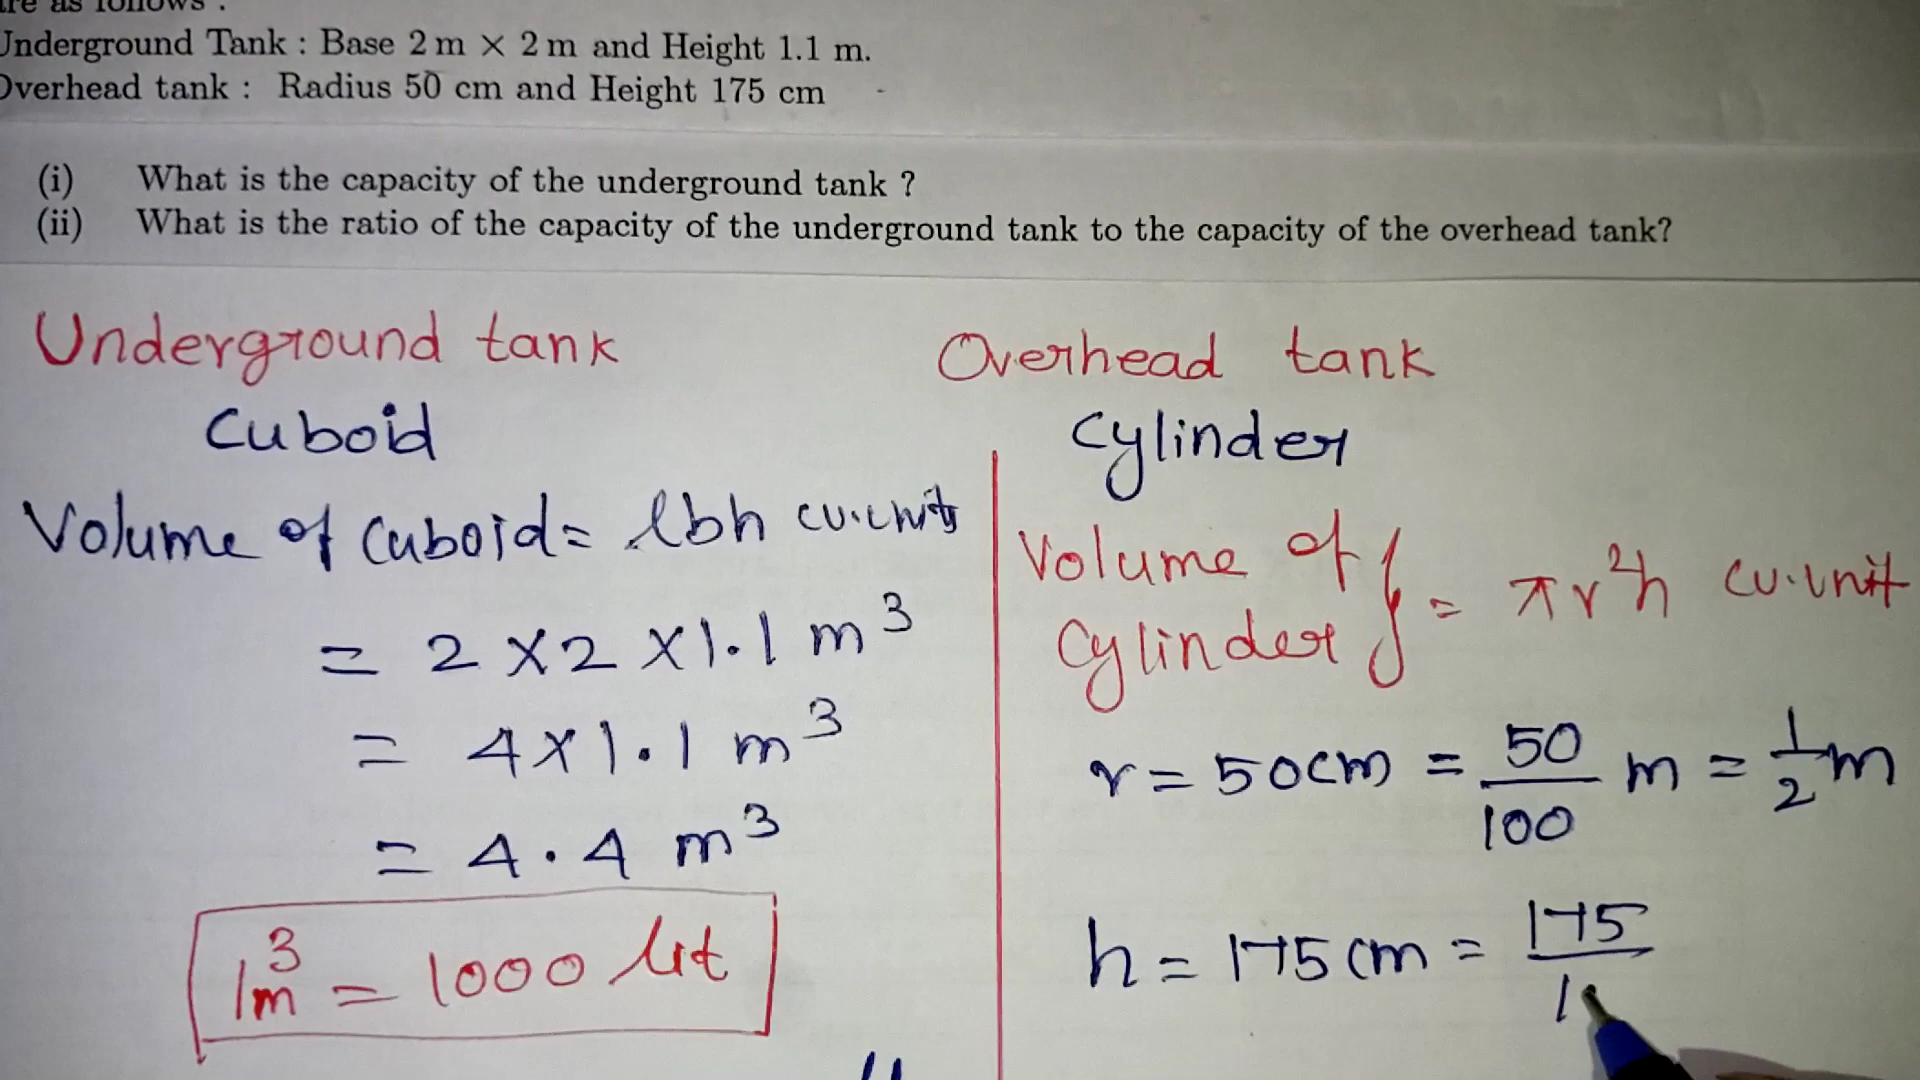 are as follows :
Underground Tank : Base 2 m × 2 m and Height 1.1 m.
Overhead tank : Radius 50 cm and Height 175 cm
(i) What is the capacity of the underground tank ?
(ii) What is the ratio of the capacity of the underground tank to the capacity of the overhead tank?
Underground tank
Cuboid
Volume of Cuboid = lbh cu.units
= 2 × 2 × 1.1 m³
= 4 × 1.1 m³
= 4.4 m³
1m³ = 1000 lit
Overhead tank
Cylinder
Volume of
Cylinder } = πr²h cu.unit
r = 50cm = 50/100 m = 1/2 m
h = 175 cm = 175/1